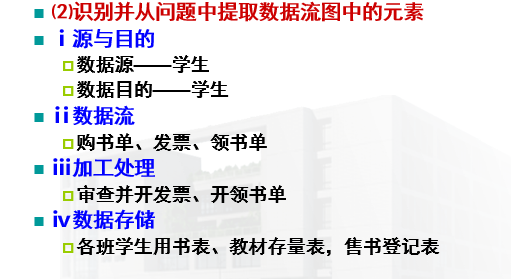 ⑵识别并从问题中提取数据流图中的元素
ⅰ源与目的
数据源——学生
数据目的——学生
ⅱ数据流
购书单、发票、领书单
ⅲ加工处理
审查并开发票、开领书单
ⅳ数据存储
各班学生用书表、教材存量表，售书登记表